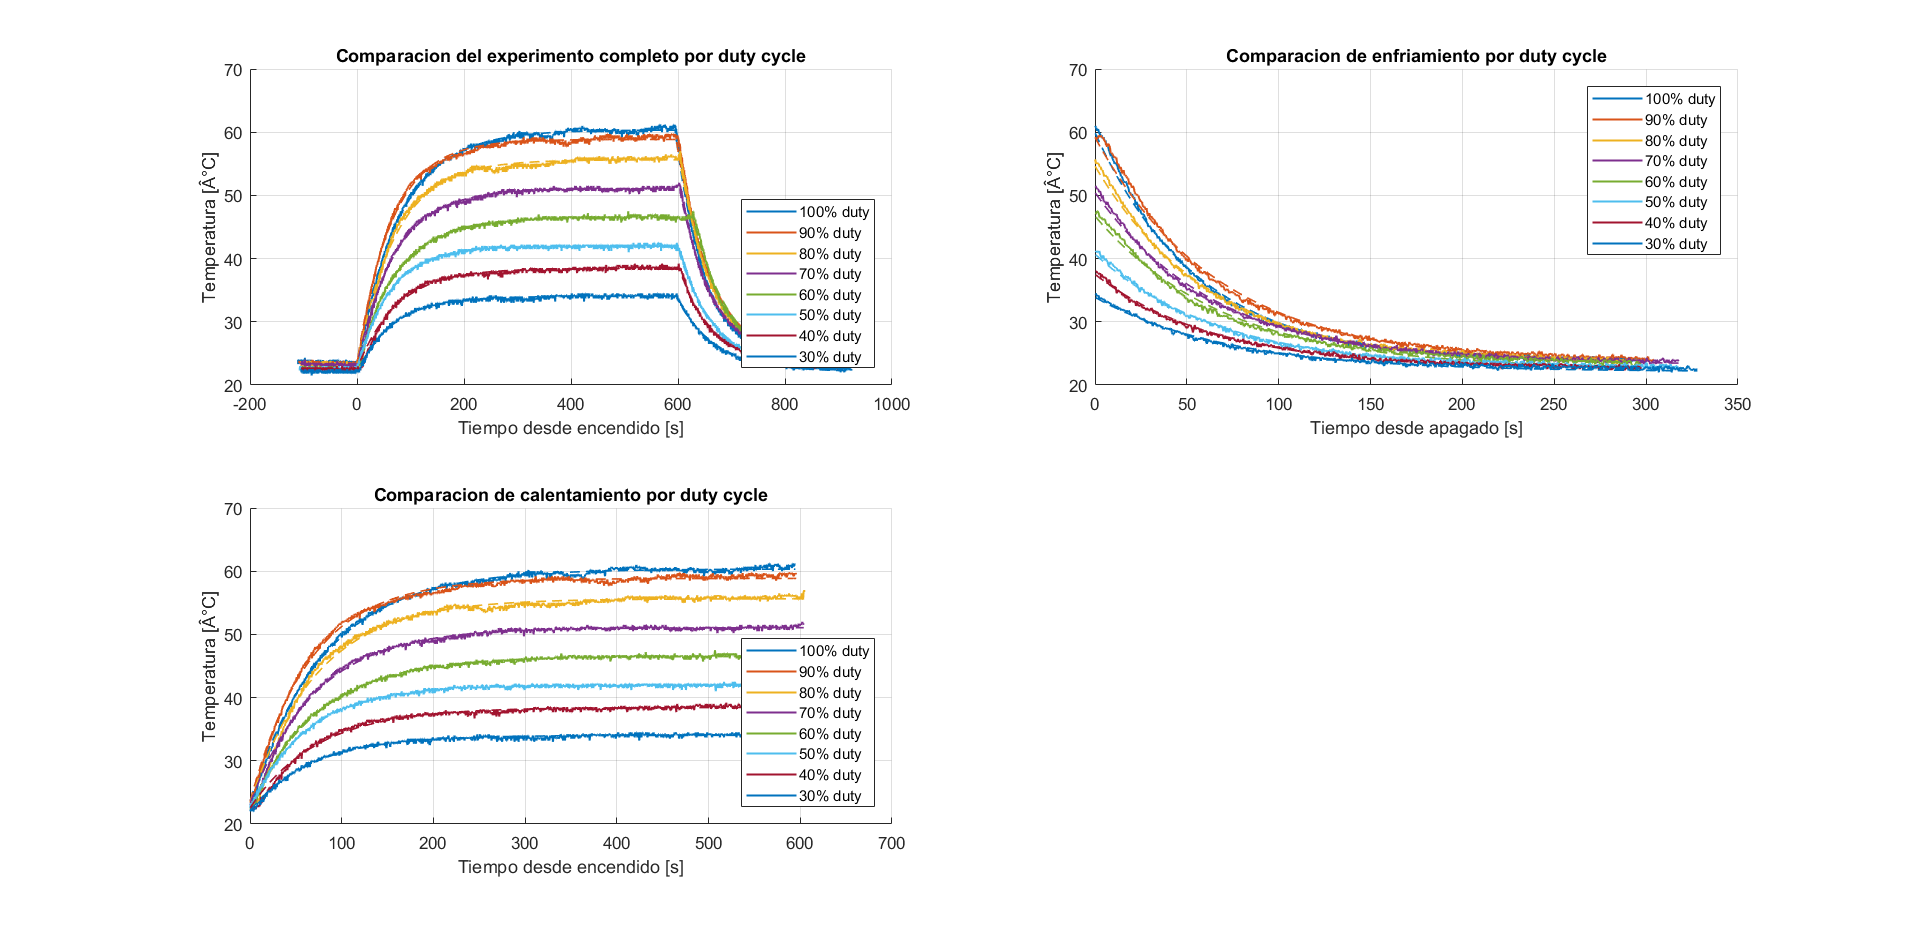 Comparacion del experimento completo por duty cycle
70
60
50
40
30
20
Temperatura [Â°C]
-200
0
200
400
600
800
1000
Tiempo desde encendido [s]
100% duty
90% duty
80% duty
70% duty
60% duty
50% duty
40% duty
30% duty
Comparacion de enfriamiento por duty cycle
70
60
50
40
30
20
Temperatura [Â°C]
0
50
100
150
200
250
300
350
Tiempo desde apagado [s]
100% duty
90% duty
80% duty
70% duty
60% duty
50% duty
40% duty
30% duty
Comparacion de calentamiento por duty cycle
70
60
50
40
30
20
Temperatura [Â°C]
0
100
200
300
400
500
600
700
Tiempo desde encendido [s]
100% duty
90% duty
80% duty
70% duty
60% duty
50% duty
40% duty
30% duty